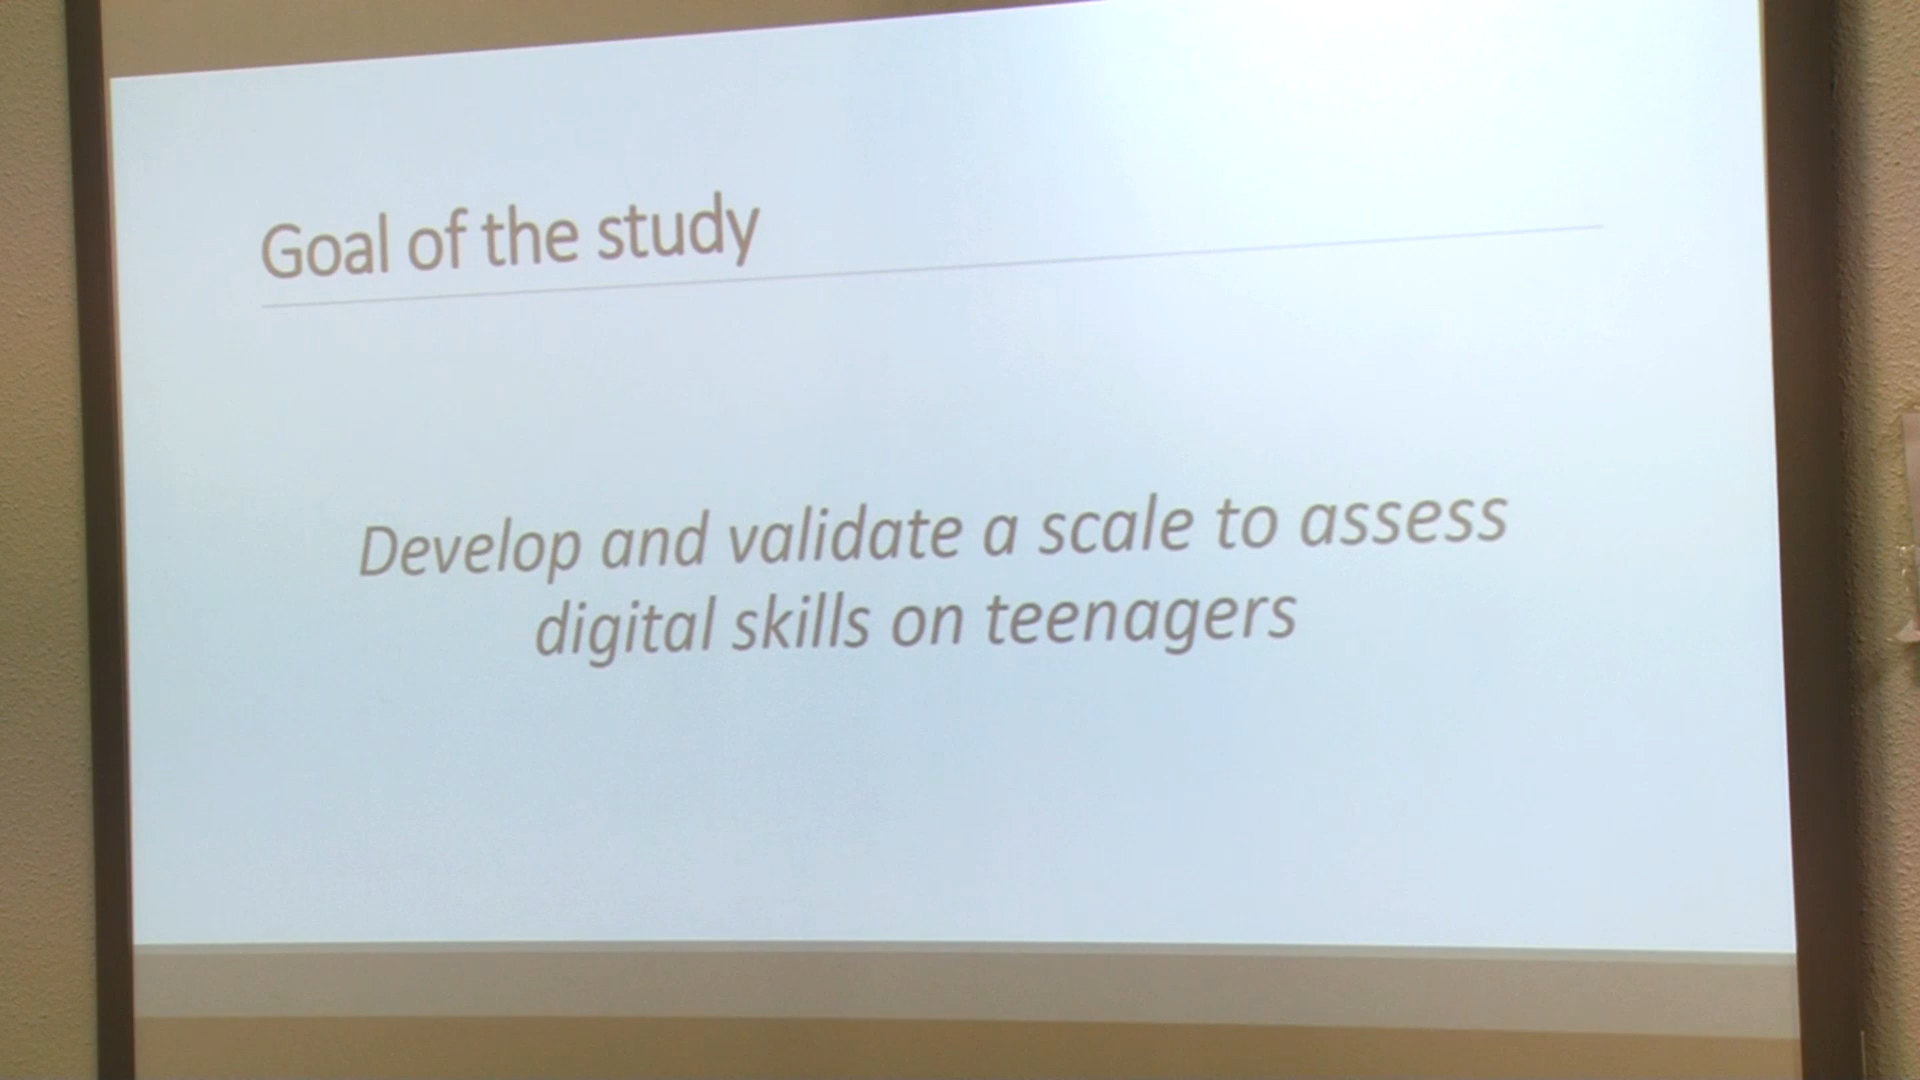 Goal of the study
Develop and validate a scale to assess
digital skills on teenagers